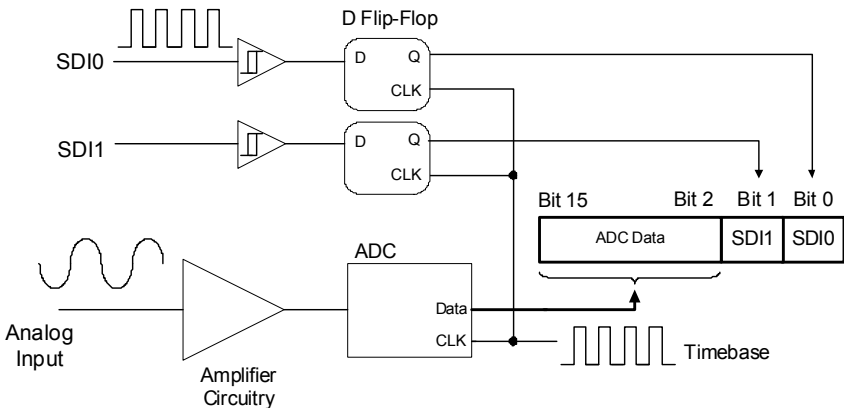 D Flip-Flop
SDI0
D
Q
CLK
SDI1
D
Q
CLK
Bit 15
Bit 2
Bit 1
Bit 0
ADC Data
SDI1
SDI0
ADC
Data
CLK
Analog
Input
Amplifier
Circuitry
Timebase